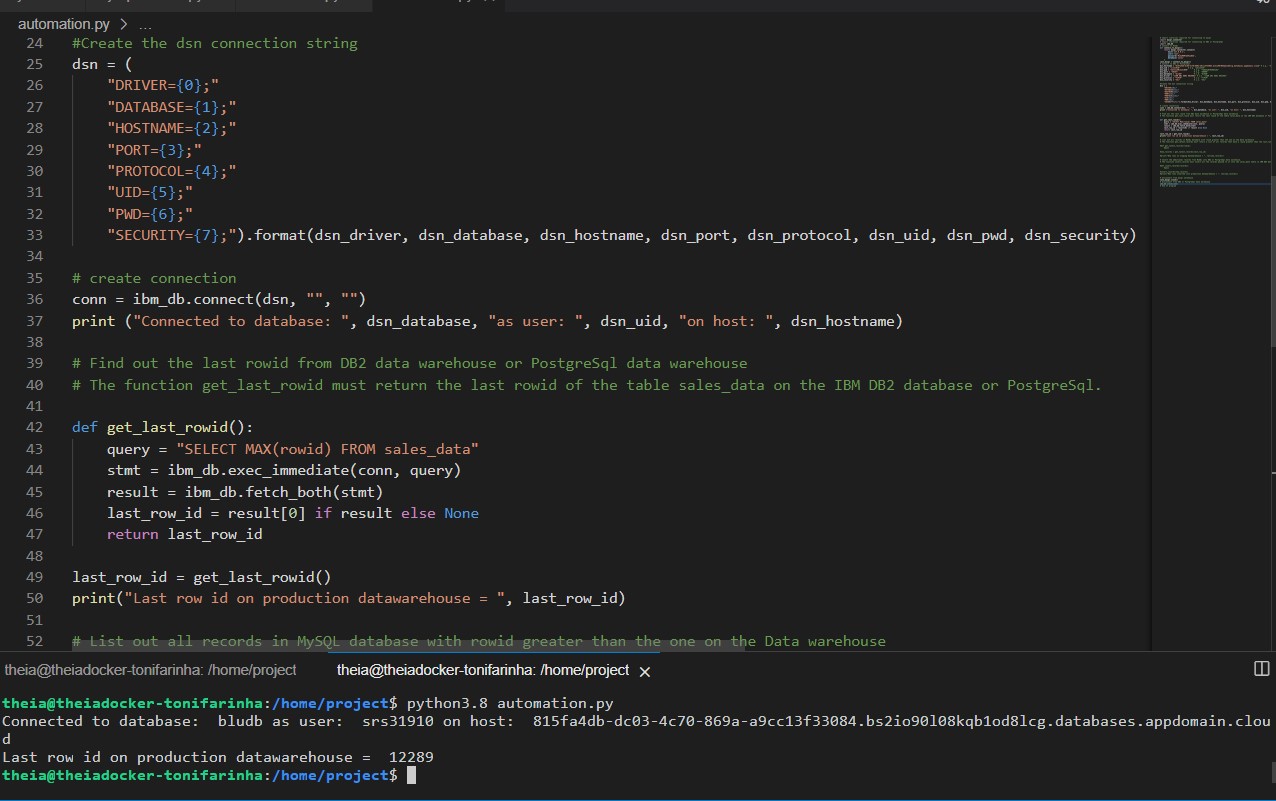 automation.py > ...
24 #Create the dsn connection string
25 dsn = (
26 "DRIVER={0};"
27 "DATABASE={1};"
28 "HOSTNAME={2};"
29 "PORT={3};"
30 "PROTOCOL={4};"
31 "UID={5};"
32 "PWD={6};"
33 "SECURITY={7};").format(dsn_driver, dsn_database, dsn_hostname, dsn_port, dsn_protocol, dsn_uid, dsn_pwd, dsn_security)
34
35 # create connection
36 conn = ibm_db.connect(dsn, "", "")
37 print ("Connected to database: ", dsn_database, "as user: ", dsn_uid, "on host: ", dsn_hostname)
38
39 # Find out the last rowid from DB2 data warehouse or PostgreSql data warehouse
40 # The function get_last_rowid must return the last rowid of the table sales_data on the IBM DB2 database or PostgreSql.
41
42 def get_last_rowid():
43 query = "SELECT MAX(rowid) FROM sales_data"
44 stmt = ibm_db.exec_immediate(conn, query)
45 result = ibm_db.fetch_both(stmt)
46 last_row_id = result[0] if result else None
47 return last_row_id
48
49 last_row_id = get_last_rowid()
50 print("Last row id on production datawarehouse = ", last_row_id)
51
52 # List out all records in MySQL database with rowid greater than the one on the Data warehouse
theia@theiadocker-tonifarinha: /home/project theia@theiadocker-tonifarinha: /home/project
theia@theiadocker-tonifarinha:/home/project$ python3.8 automation.py
Connected to database:  bludb as user:  srs31910 on host:  815fa4db-dc03-4c70-869a-a9cc13f33084.bs2io90l08kqb1od8lcg.databases.appdomain.clou
d
Last row id on production datawarehouse =  12289
theia@theiadocker-tonifarinha:/home/project$